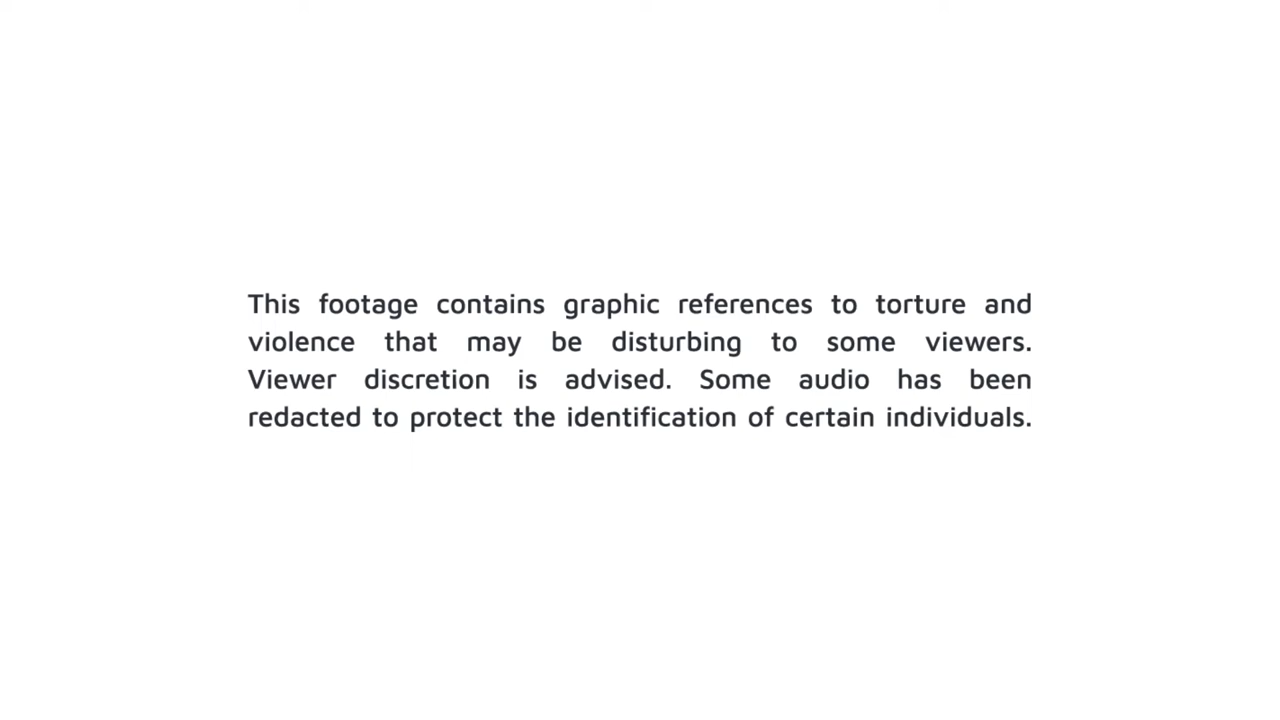 This footage contains graphic references to torture and
violence that may be disturbing to some viewers.
Viewer discretion is advised. Some audio has been
redacted to protect the identification of certain individuals.